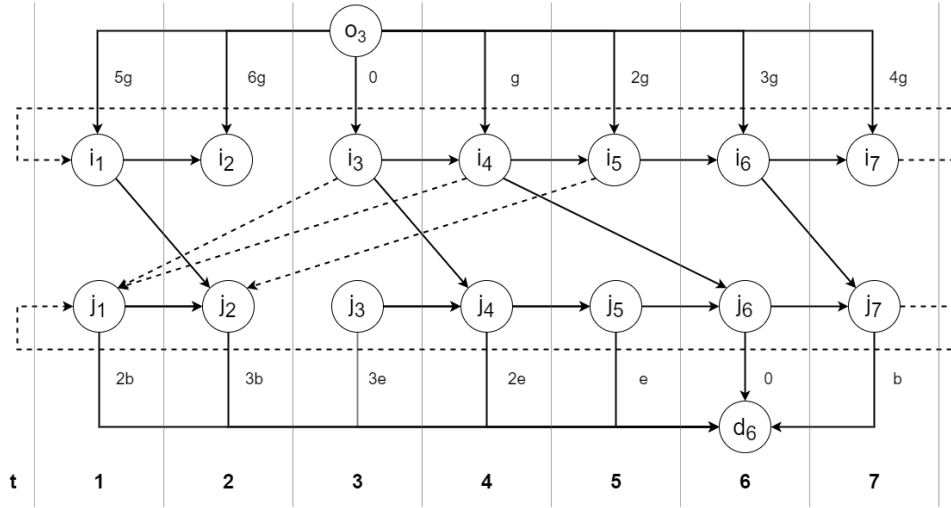 o₃
5g 6g 0 g 2g 3g 4g
i₁ i₂ i₃ i₄ i₅ i₆ i₇
j₁ j₂ j₃ j₄ j₅ j₆ j₇
2b 3b 3e 2e e 0 b
d₆
t 1 2 3 4 5 6 7